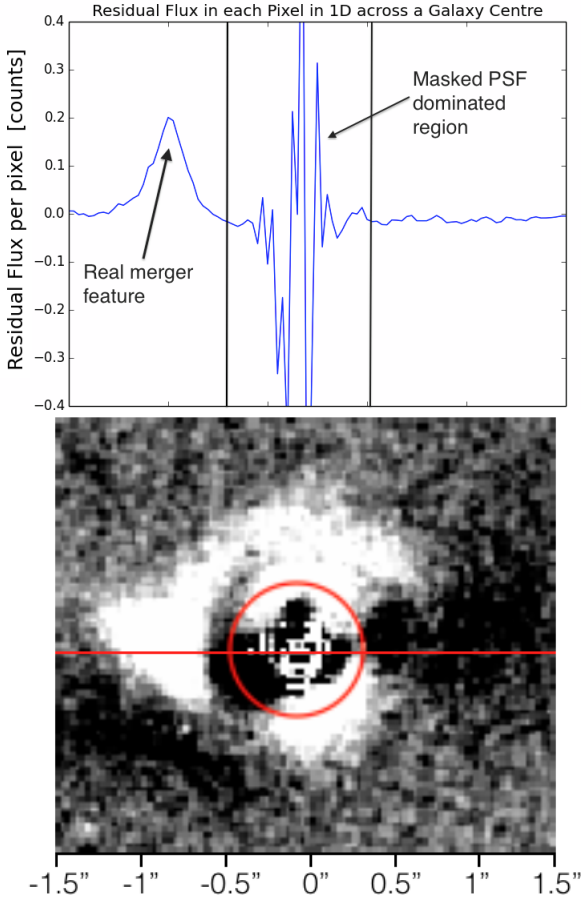 Residual Flux in each Pixel in 1D across a Galaxy Centre
Residual Flux per pixel [counts]
0.4
0.3
0.2
0.1
0.0
−0.1
−0.2
−0.3
−0.4
Masked PSF
dominated
region
Real merger
feature
-1.5” -1” -0.5” 0” 0.5” 1” 1.5”